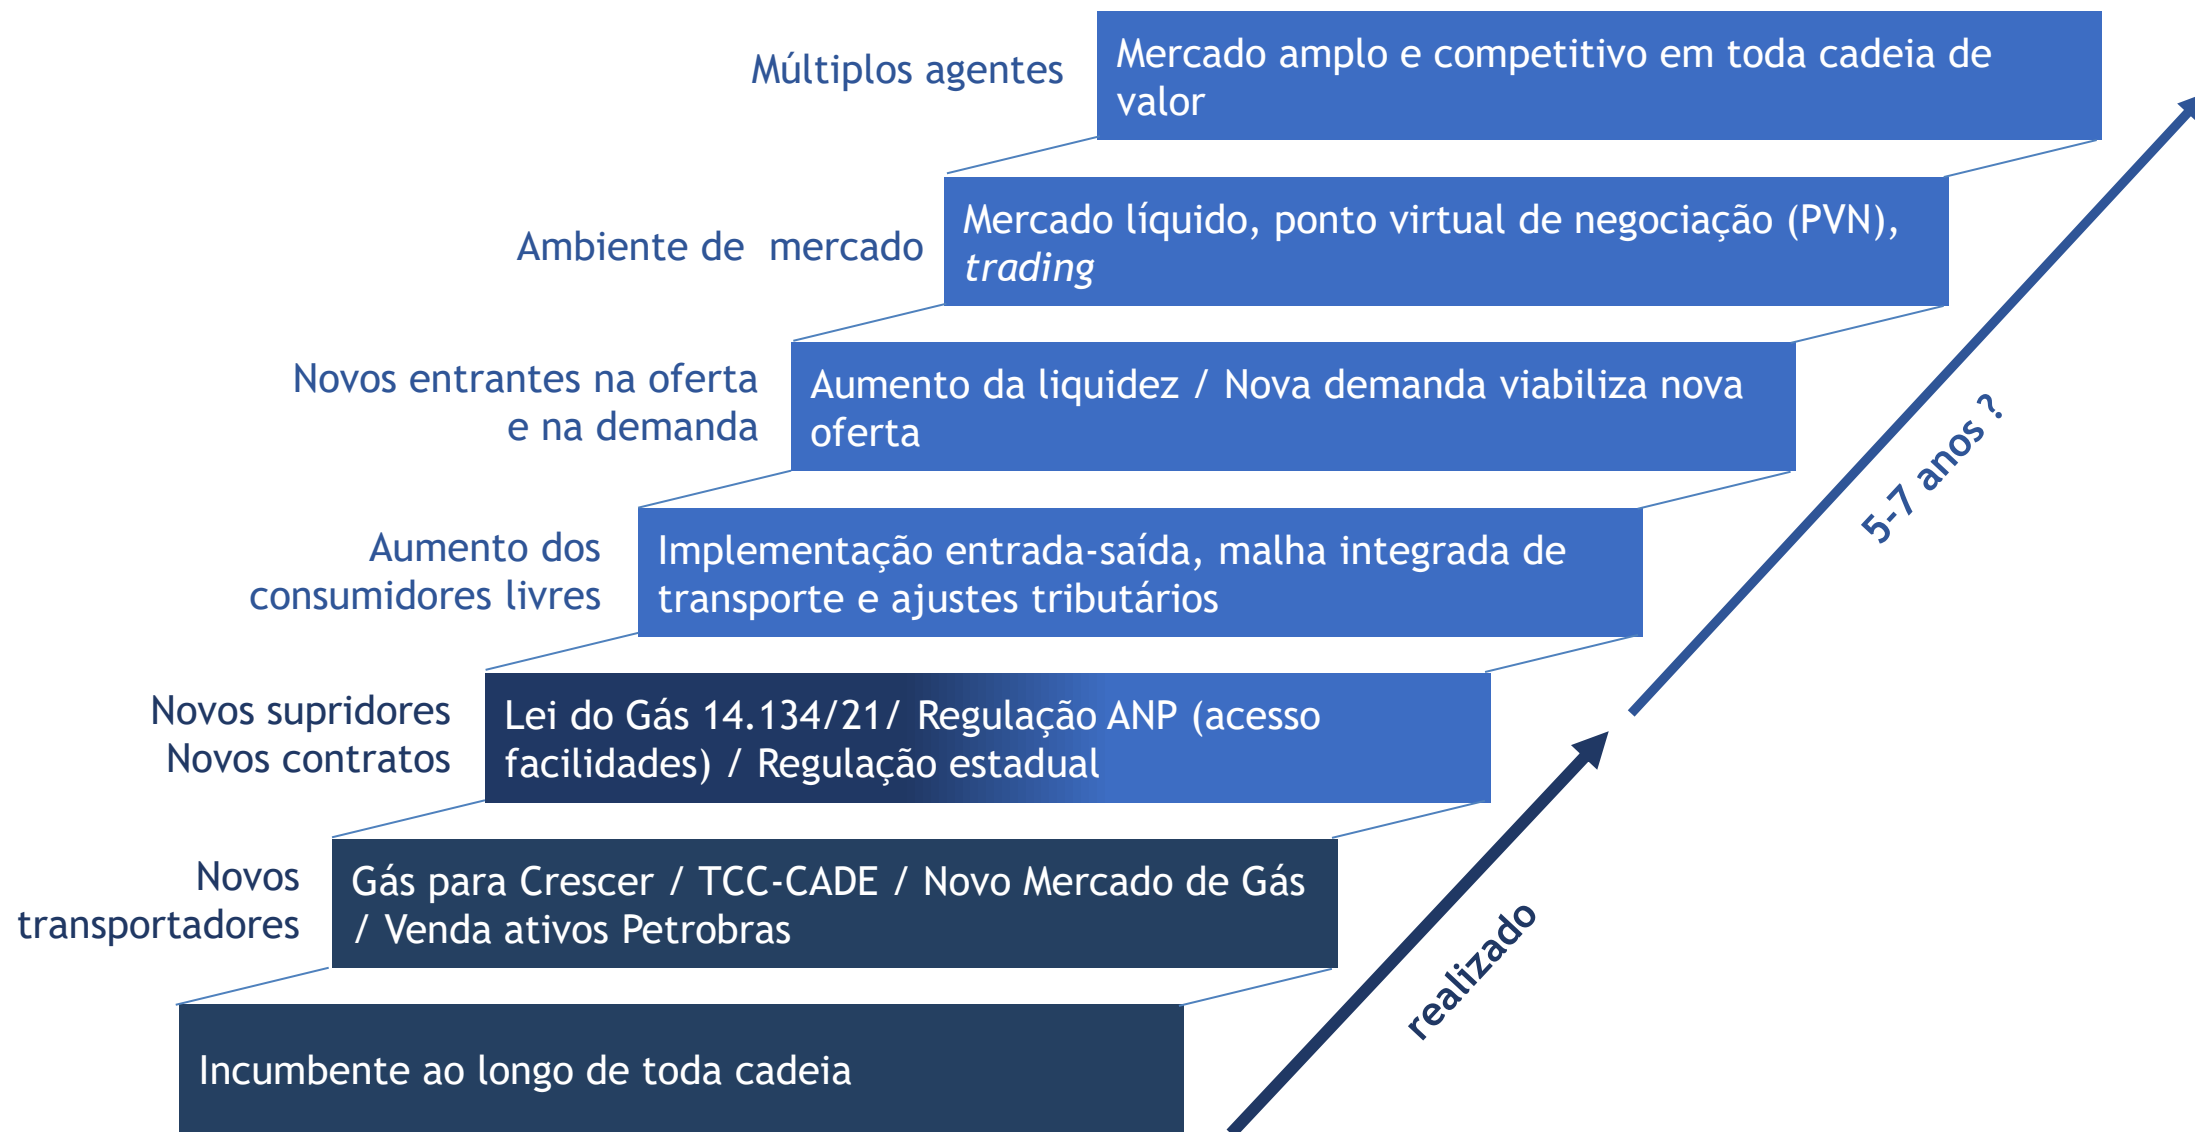 Múltiplos agentes
Mercado amplo e competitivo em toda cadeia de
valor
Ambiente de  mercado
Mercado líquido, ponto virtual de negociação (PVN),
trading
Novos entrantes na oferta
e na demanda
Aumento da liquidez / Nova demanda viabiliza nova
oferta
5-7 anos ?
Aumento dos
consumidores livres
Implementação entrada-saída, malha integrada de
transporte e ajustes tributários
Novos supridores
Novos contratos
Lei do Gás 14.134/21/ Regulação ANP (acesso
facilidades) / Regulação estadual
Novos
transportadores
Gás para Crescer / TCC-CADE / Novo Mercado de Gás
/ Venda ativos Petrobras
realizado
Incumbente ao longo de toda cadeia